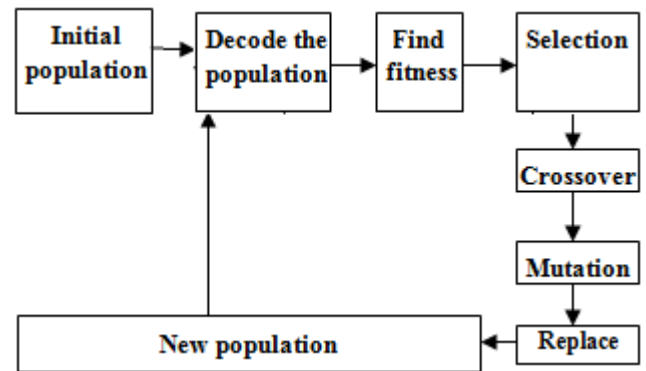 Initial
population
Decode the
population
Find
fitness
Selection
Crossover
Mutation
Replace
New population